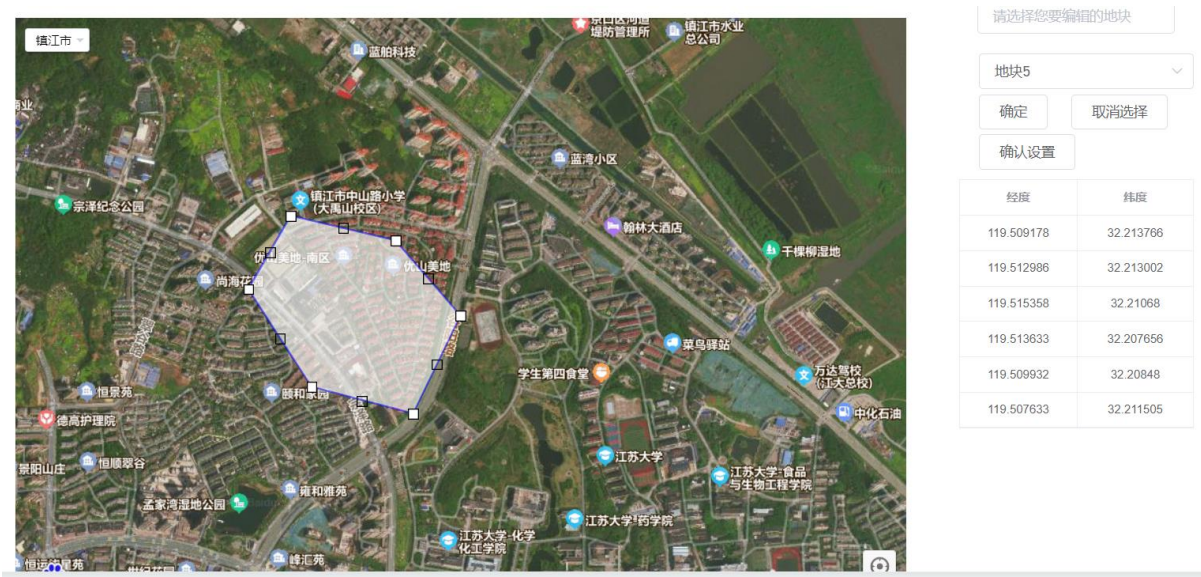 镇江市
京口区河道
堤防管理所
镇江市水业
总公司
蓝舶科技
蓝湾小区
宗泽纪念公园
镇江市中山路小学
(大禹山校区)
翰林大酒店
千棵柳湿地
优山美地-南区
优山美地
尚海花园
菜鸟驿站
学生第四食堂
万达驾校
(江大总校)
恒景苑
颐和家园
中化石油
德高护理院
江苏大学
恒顺翠谷
景阳山庄
江苏大学-食品
与生物工程学院
雍和雅苑
孟家湾湿地公园
江苏大学-药学院
江苏大学-化学
化工学院
峰汇苑
世纪花园
请选择您要编辑的地块
地块5
确定
取消选择
确认设置
经度 纬度
119.509178 32.213766
119.512986 32.213002
119.515358 32.21068
119.513633 32.207656
119.509932 32.20848
119.507633 32.211505